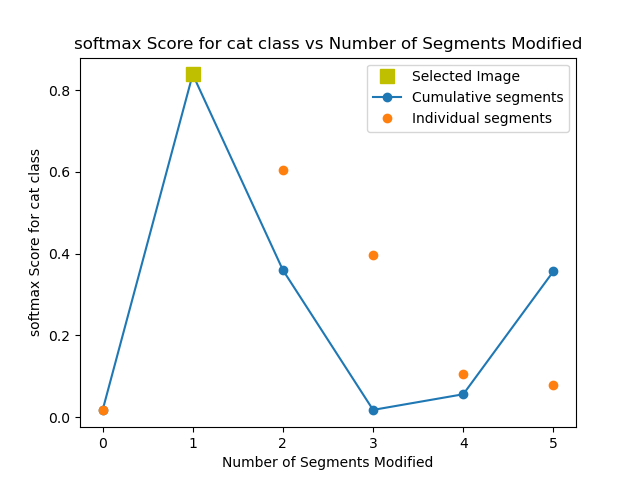 softmax Score for cat class vs Number of Segments Modified
Selected Image
Cumulative segments
Individual segments
softmax Score for cat class
0.8
0.6
0.4
0.2
0.0
0 1 2 3 4 5
Number of Segments Modified